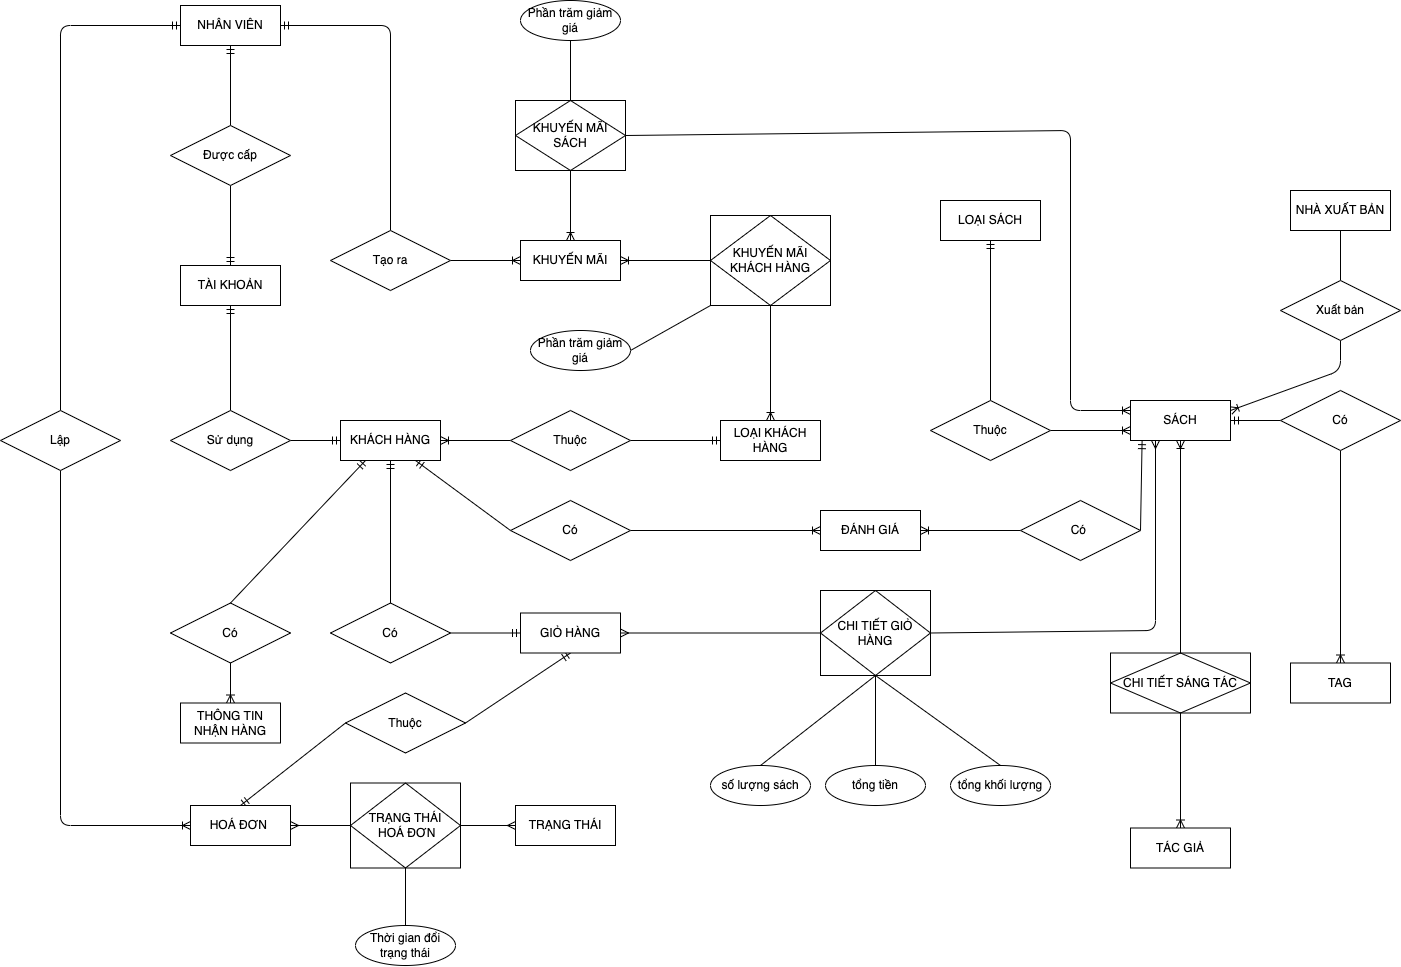 NHÂN VIÊN
Phần trăm giảm
giá
KHUYẾN MÃI
SÁCH
Được cấp
NHÀ XUẤT BẢN
LOẠI SÁCH
Tạo ra
KHUYẾN MÃI
KHUYẾN MÃI
KHÁCH HÀNG
TÀI KHOẢN
Xuất bản
Phần trăm giảm
giá
SÁCH
Có
Lập
Sử dụng
KHÁCH HÀNG
Thuộc
LOẠI KHÁCH
HÀNG
Thuộc
Có
ĐÁNH GIÁ
Có
Có
Có
GIỎ HÀNG
CHI TIẾT GIỎ
HÀNG
CHI TIẾT SÁNG TÁC
TAG
THÔNG TIN
NHẬN HÀNG
Thuộc
số lượng sách
tổng tiền
tổng khối lượng
HOÁ ĐƠN
TRẠNG THÁI
HOÁ ĐƠN
TRẠNG THÁI
TÁC GIẢ
Thời gian đổi
trạng thái